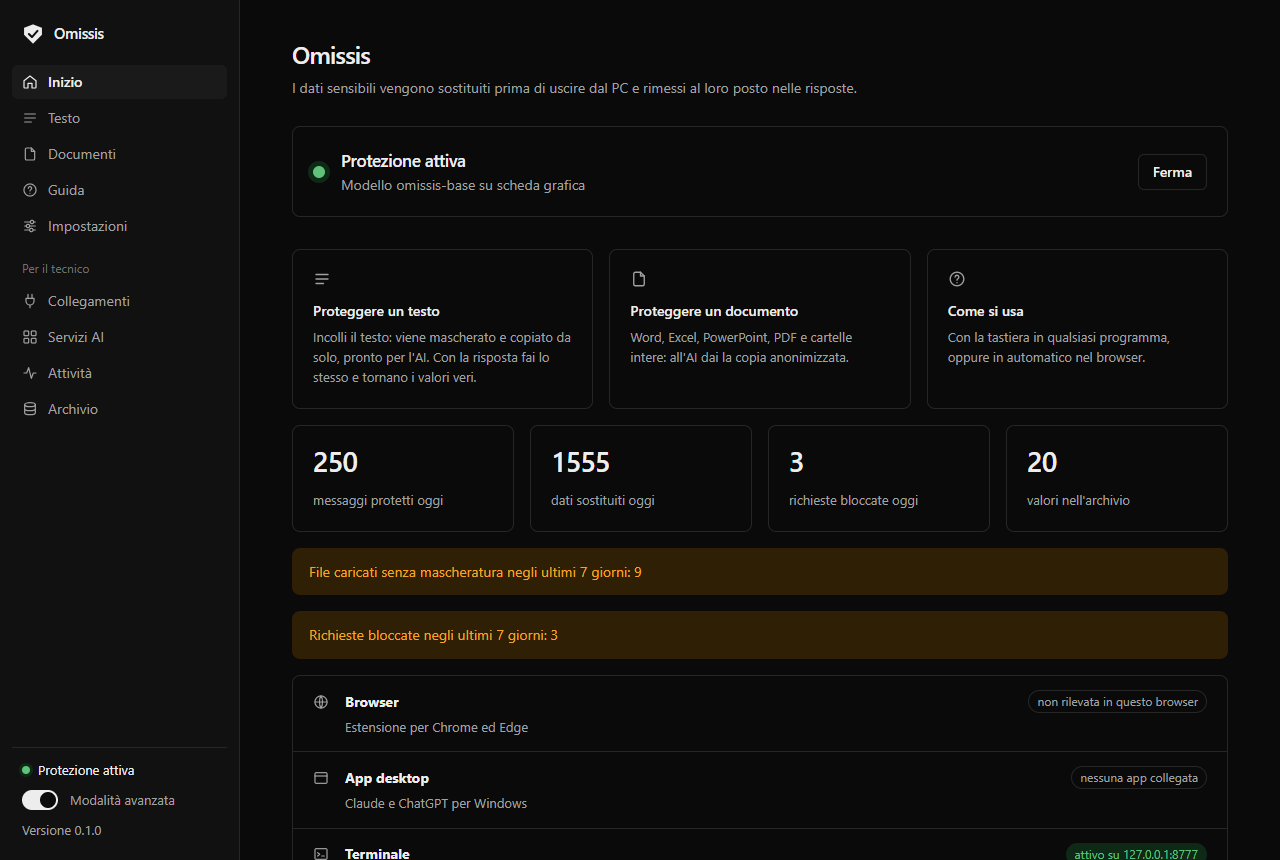 Omissis
Inizio
Testo
Documenti
Guida
Impostazioni
Per il tecnico
Collegamenti
Servizi AI
Attività
Archivio
Protezione attiva
Modalità avanzata
Versione 0.1.0
Omissis
I dati sensibili vengono sostituiti prima di uscire dal PC e rimessi al loro posto nelle risposte.
Protezione attiva
Modello omissis-base su scheda grafica
Ferma
Proteggere un testo
Incolli il testo: viene mascherato e copiato da
solo, pronto per l'AI. Con la risposta fai lo
stesso e tornano i valori veri.
Proteggere un documento
Word, Excel, PowerPoint, PDF e cartelle
intere: all'AI dai la copia anonimizzata.
Come si usa
Con la tastiera in qualsiasi programma,
oppure in automatico nel browser.
250
messaggi protetti oggi
1555
dati sostituiti oggi
3
richieste bloccate oggi
20
valori nell'archivio
File caricati senza mascheratura negli ultimi 7 giorni: 9
Richieste bloccate negli ultimi 7 giorni: 3
Browser
Estensione per Chrome ed Edge
non rilevata in questo browser
App desktop
Claude e ChatGPT per Windows
nessuna app collegata
Terminale
attivo su 127.0.0.1:8777